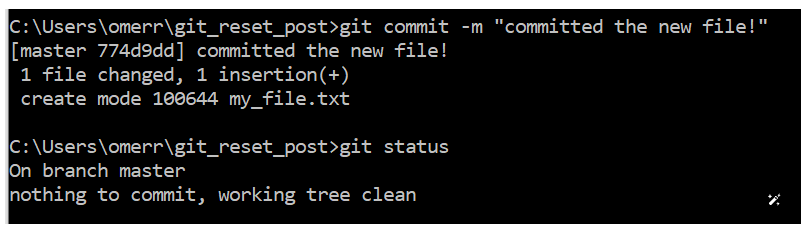 C:\Users\omerr\git_reset_post>git commit -m "committed the new file!"
[master 774d9dd] committed the new file!
 1 file changed, 1 insertion(+)
 create mode 100644 my_file.txt
C:\Users\omerr\git_reset_post>git status
On branch master
nothing to commit, working tree clean